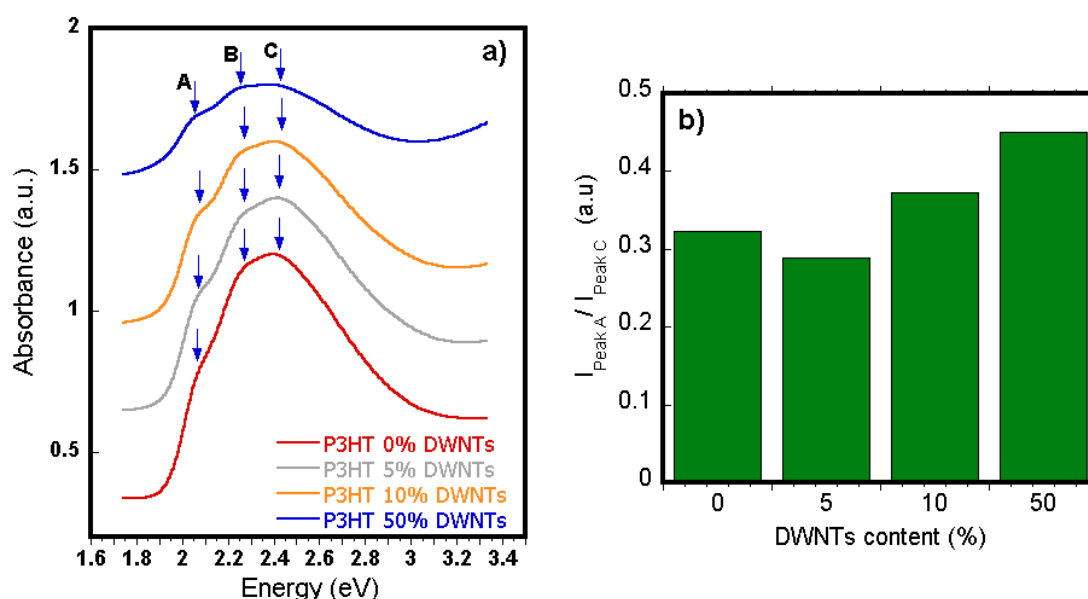 a)
A B C
2
1.5
1
0.5
Absorbance (a.u.)
P3HT 0% DWNTs
P3HT 5% DWNTs
P3HT 10% DWNTs
P3HT 50% DWNTs
1.6 1.8 2 2.2 2.4 2.6 2.8 3 3.2 3.4
Energy (eV)
b)
0.5
0.4
0.3
0.2
0.1
0
I Peak A / I Peak C (a.u)
0 5 10 50
DWNTs content (%)